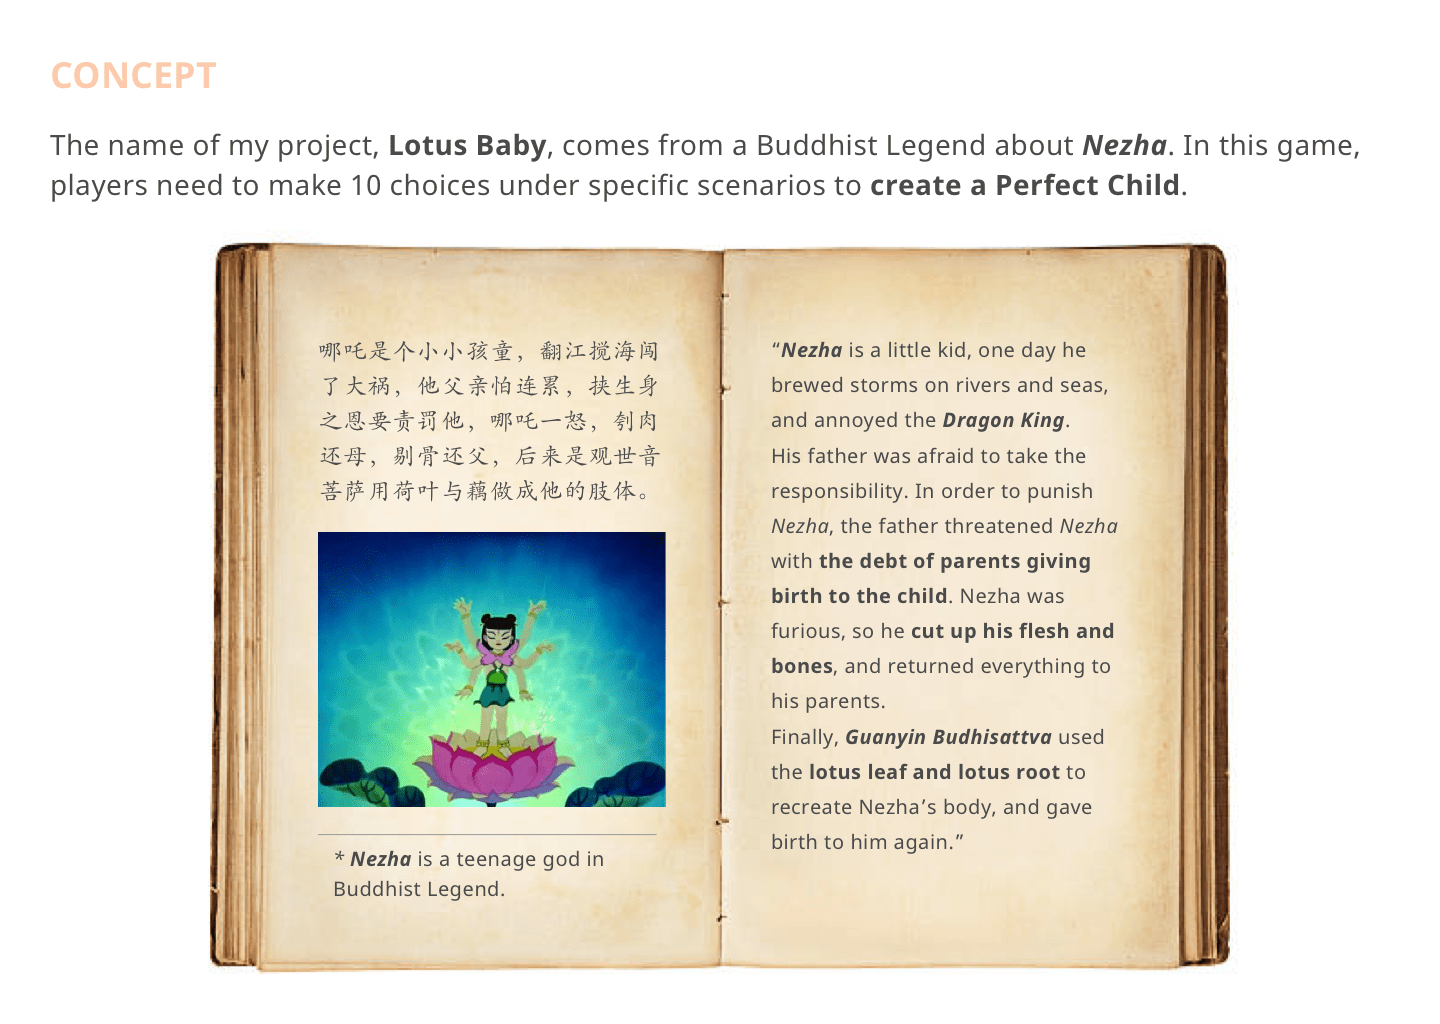 CONCEPT
The name of my project, Lotus Baby, comes from a Buddhist Legend about Nezha. In this game,
players need to make 10 choices under specific scenarios to create a Perfect Child.
哪吒是个小小孩童，翻江搅海闯
了大祸，他父亲怕连累，挟生身
之恩要责罚他，哪吒一怒，刳肉
还母，剔骨还父，后来是观世音
菩萨用荷叶与藕做成他的肢体。
* Nezha is a teenage god in
Buddhist Legend.
“Nezha is a little kid, one day he
brewed storms on rivers and seas,
and annoyed the Dragon King.
His father was afraid to take the
responsibility. In order to punish
Nezha, the father threatened Nezha
with the debt of parents giving
birth to the child. Nezha was
furious, so he cut up his flesh and
bones, and returned everything to
his parents.
Finally, Guanyin Budhisattva used
the lotus leaf and lotus root to
recreate Nezha’s body, and gave
birth to him again.”